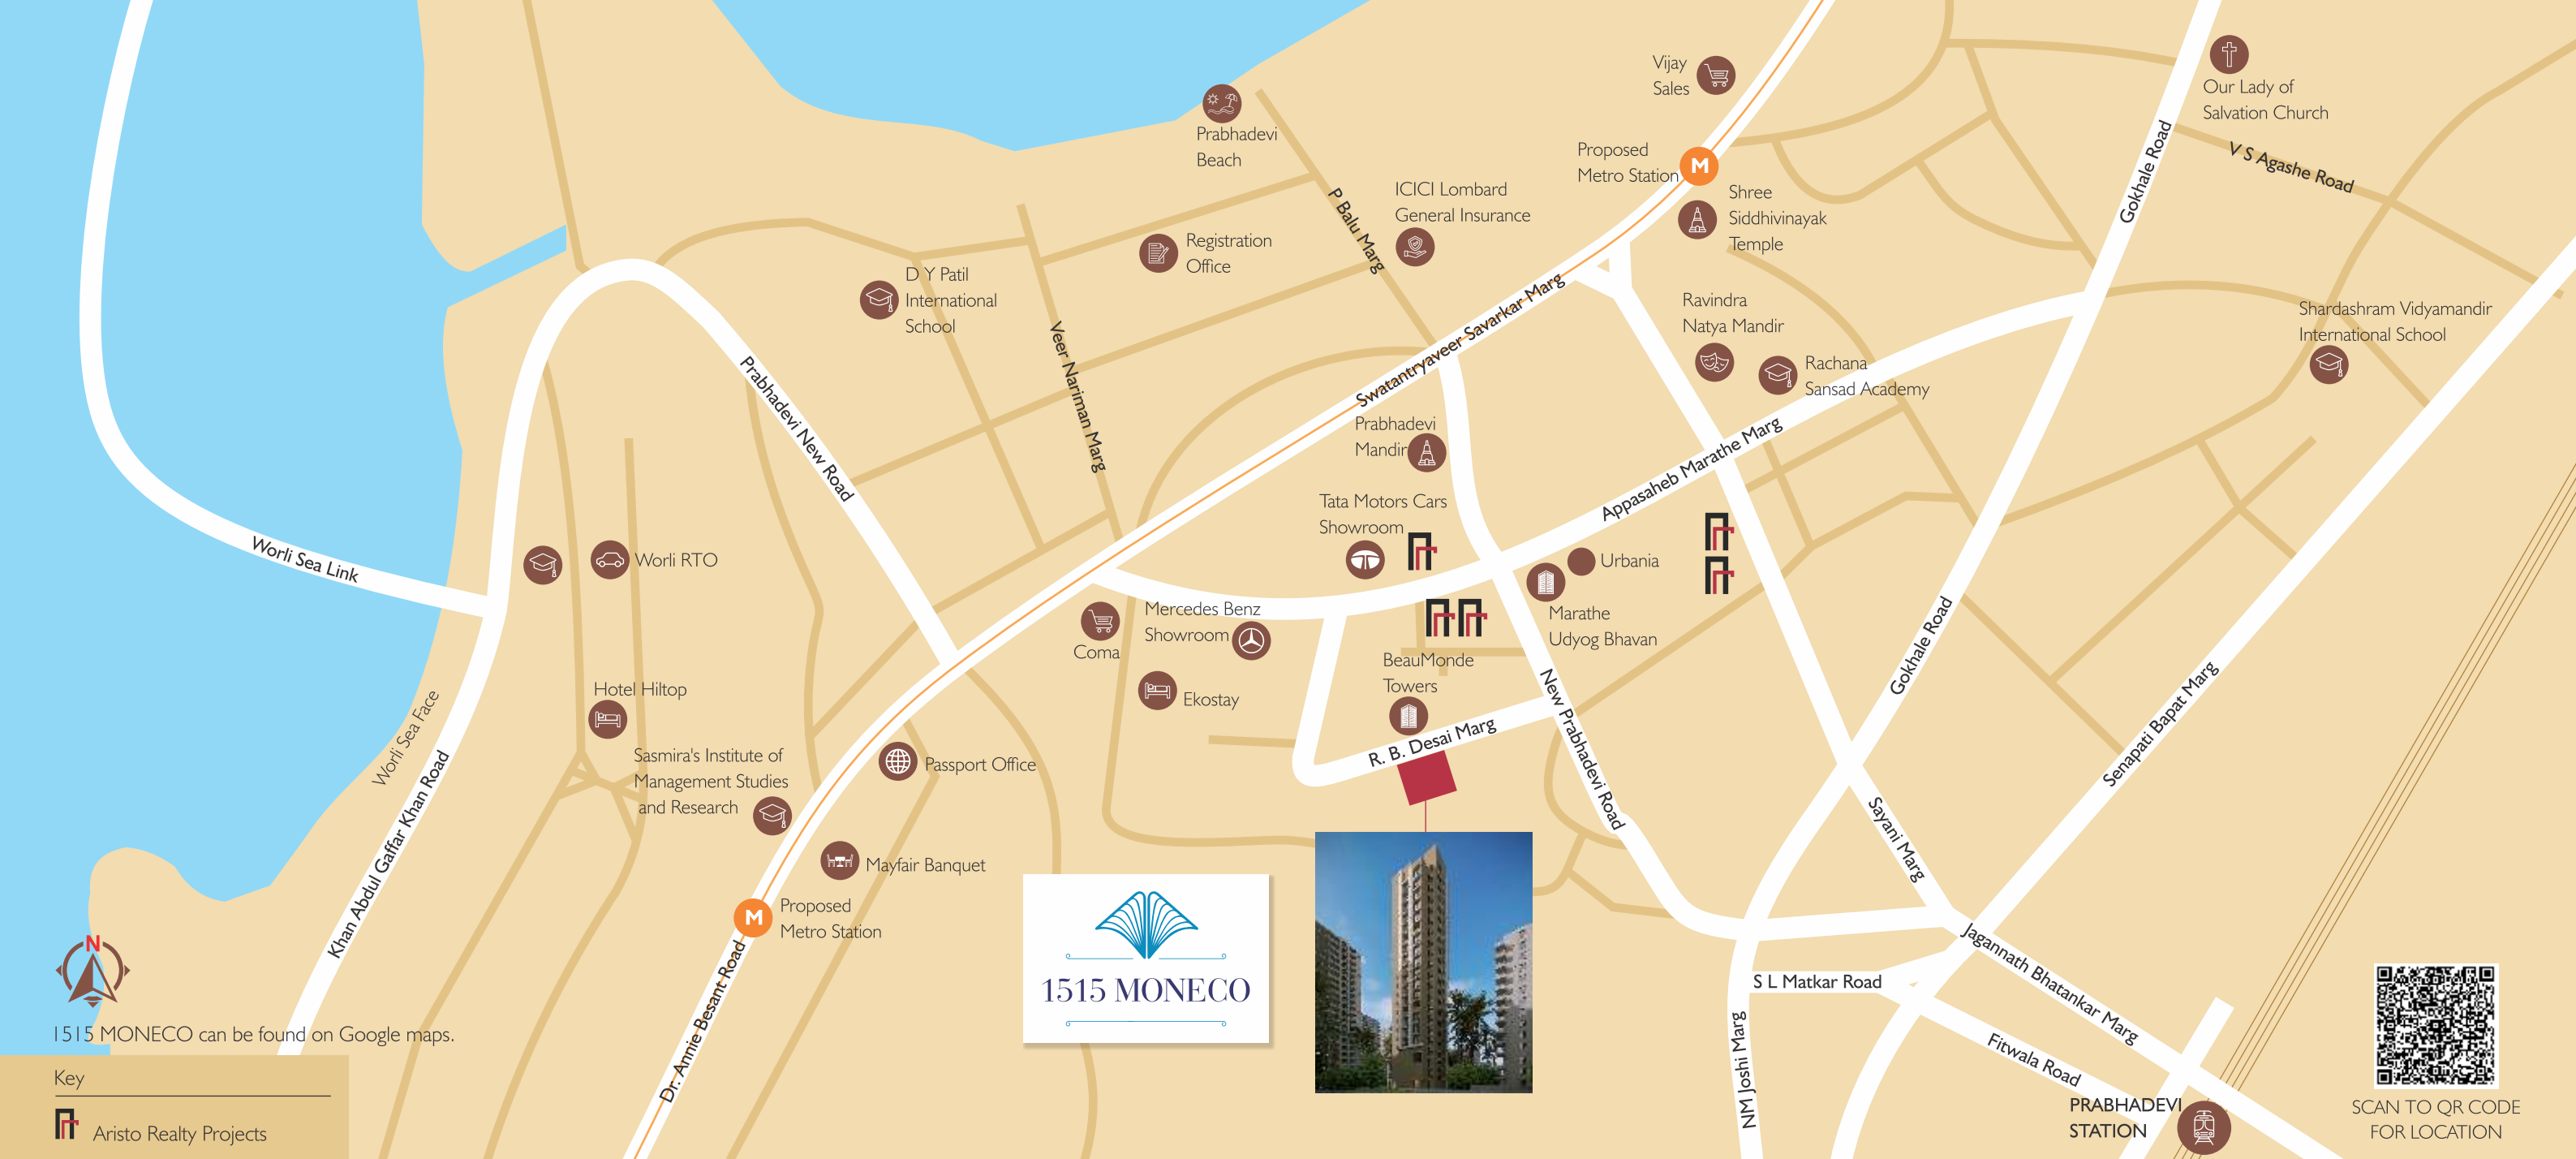 Vijay
Sales
Our Lady of
Salvation Church
Prabhadevi
Beach
Proposed
Metro Station
M
Gokhale Road
V S Agashe Road
P Balu Marg
ICICI Lombard
General Insurance
Shree
Siddhivinayak
Temple
Registration
Office
D Y Patil
International
School
Swatantryaveer Savarkar Marg
Ravindra
Natya Mandir
Shardashram Vidyamandir
International School
Veer Nariman Marg
Prabhadevi New Road
Rachana
Sansad Academy
Prabhadevi
Mandir
Appasaheb Marathe Marg
Tata Motors Cars
Showroom
Worli Sea Link
Worli RTO
Urbania
Mercedes Benz
Showroom
Marathe
Udyog Bhavan
Coma
Gokhale Road
BeauMonde
Towers
Hotel Hiltop
Ekostay
New Prabhadevi Road
Senapati Bapat Marg
Worli Sea Face
R. B. Desai Marg
Sasmira's Institute of
Management Studies
and Research
Passport Office
Khan Abdul Gaffar Khan Road
Sayani Marg
Mayfair Banquet
M
Proposed
Metro Station
Dr. Annie Besant Road
Jagannath Bhatankar Marg
N
1515 MONECO
S L Matkar Road
NM Joshi Marg
Fitwala Road
1515 MONECO can be found on Google maps.
Key
Aristo Realty Projects
PRABHADEVI
STATION
SCAN TO QR CODE
FOR LOCATION